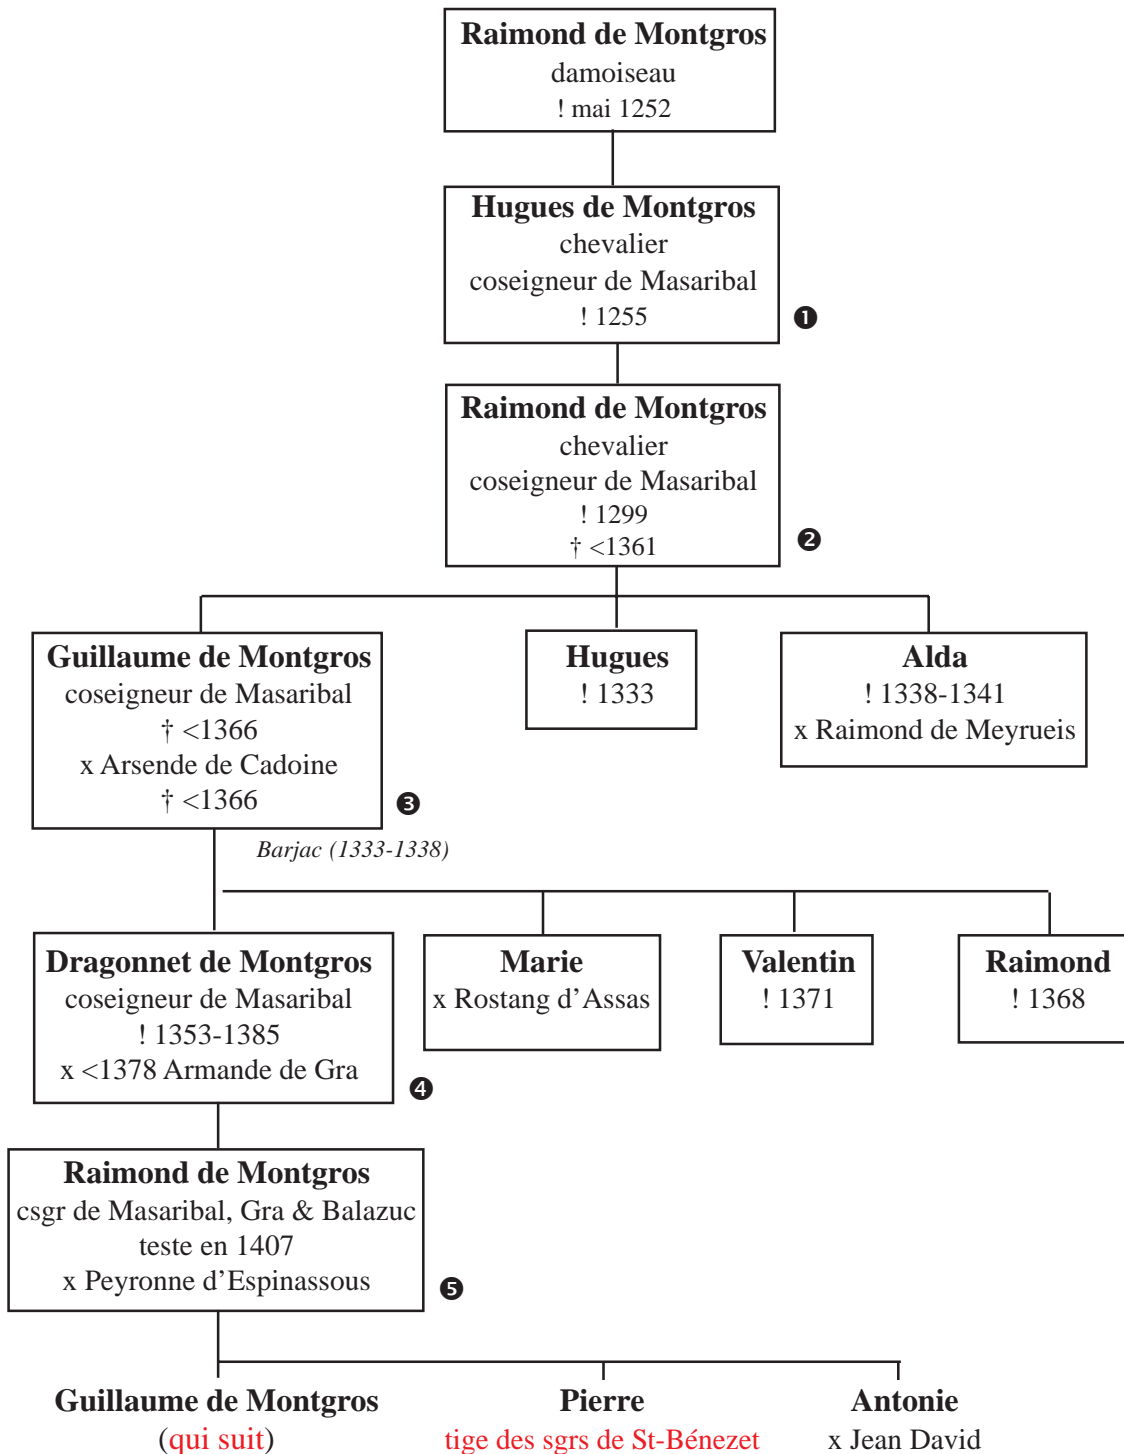 Raimond de Montgros
damoiseau
! mai 1252
Hugues de Montgros
chevalier
coseigneur de Masaribal
! 1255
❶
Raimond de Montgros
chevalier
coseigneur de Masaribal
! 1299
† <1361
❷
Guillaume de Montgros
coseigneur de Masaribal
† <1366
x Arsende de Cadoine
† <1366
❸
Hugues
! 1333
Alda
! 1338-1341
x Raimond de Meyrueis
Barjac (1333-1338)
Dragonnet de Montgros
coseigneur de Masaribal
! 1353-1385
x <1378 Armande de Gra
❹
Marie
x Rostang d’Assas
Valentin
! 1371
Raimond
! 1368
Raimond de Montgros
csgr de Masaribal, Gra & Balazuc
teste en 1407
x Peyronne d’Espinassous
❺
Guillaume de Montgros
(qui suit)
Pierre
tige des sgrs de St-Bénezet
Antonie
x Jean David